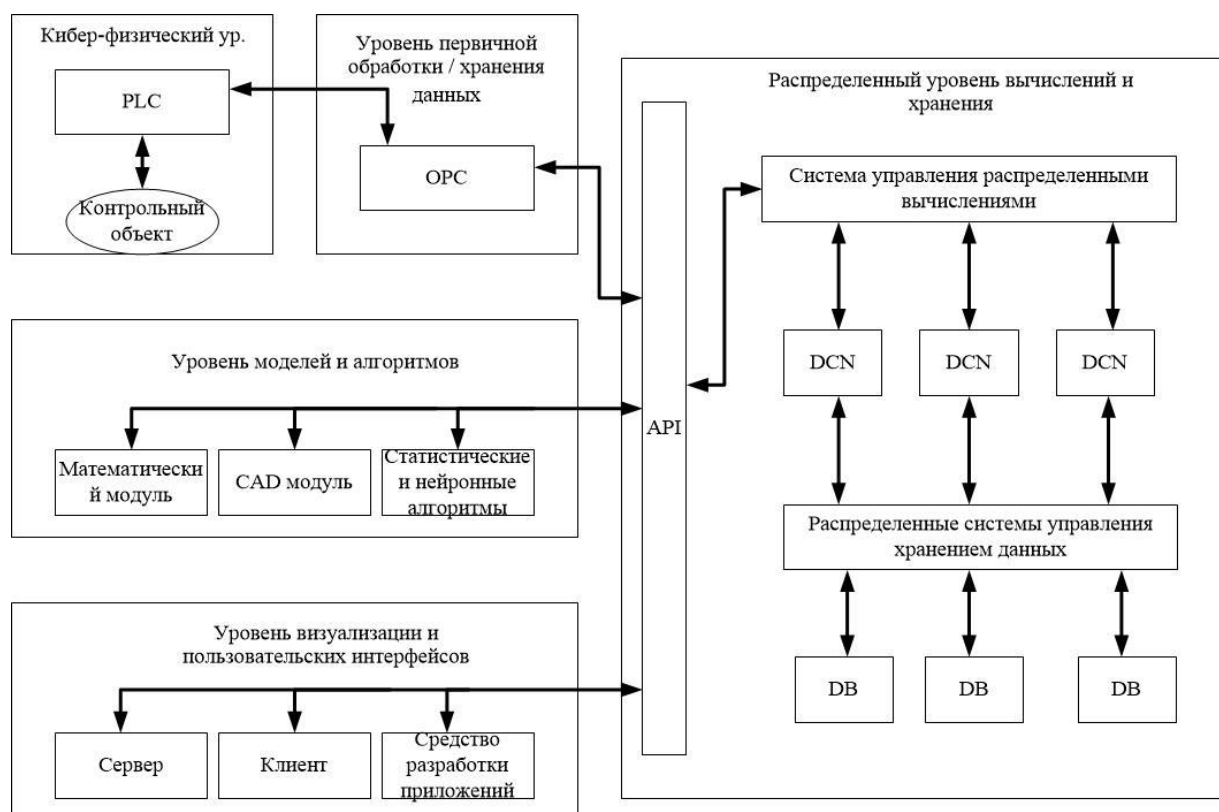 Кибер-физический ур.
PLC
Контрольный
объект
Уровень первичной
обработки / хранения
данных
OPC
Распределенный уровень вычислений и
хранения
API
Система управления распределенными
вычислениями
DCN
DCN
DCN
Распределенные системы управления
хранением данных
DB
DB
DB
Уровень моделей и алгоритмов
Математически
й модуль
CAD модуль
Статистические
и нейронные
алгоритмы
Уровень визуализации и
пользовательских интерфейсов
Сервер
Клиент
Средство
разработки
приложений